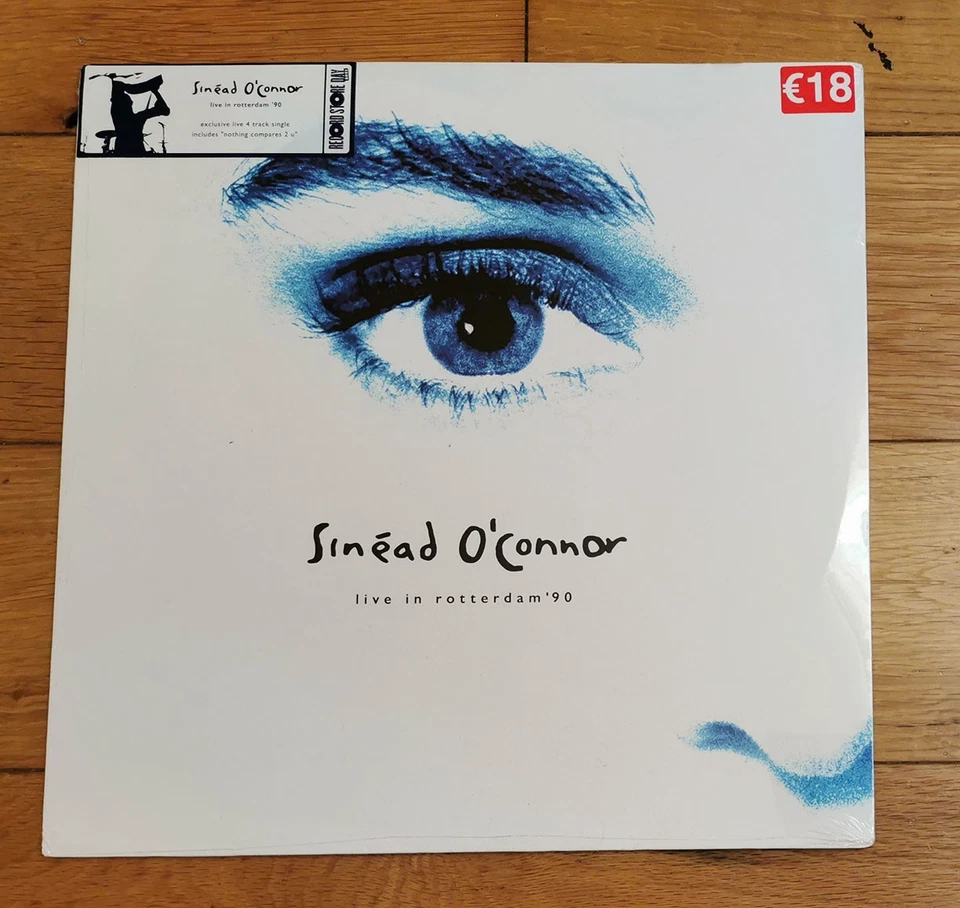 Sinéad O'Connor
live in rotterdam '90
exclusive live 4 track single
includes "nothing compares 2 u"
RECORD STORE DAY
€18
Sinéad O'Connor
live in rotterdam '90